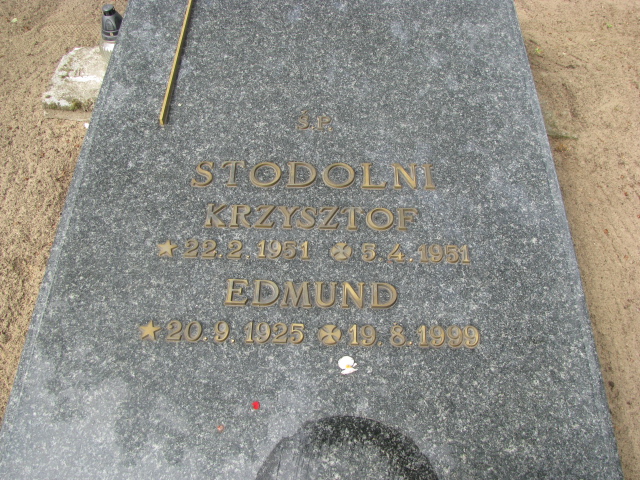 Ś.P.
STODOLNI
KRZYSZTOF
22.2.1951 3.4.1951
EDMUND
20.9.1925 19.8.1999